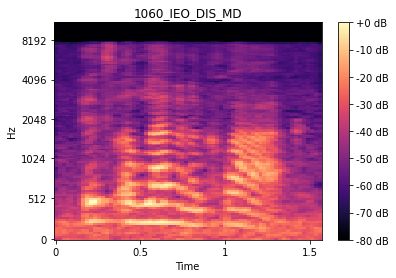 1060_IEO_DIS_MD
+0 dB
8192
-10 dB
4096
-20 dB
-30 dB
2048
Hz
-40 dB
1024
-50 dB
512
-60 dB
-70 dB
0
-80 dB
0 0.5 1 1.5
Time